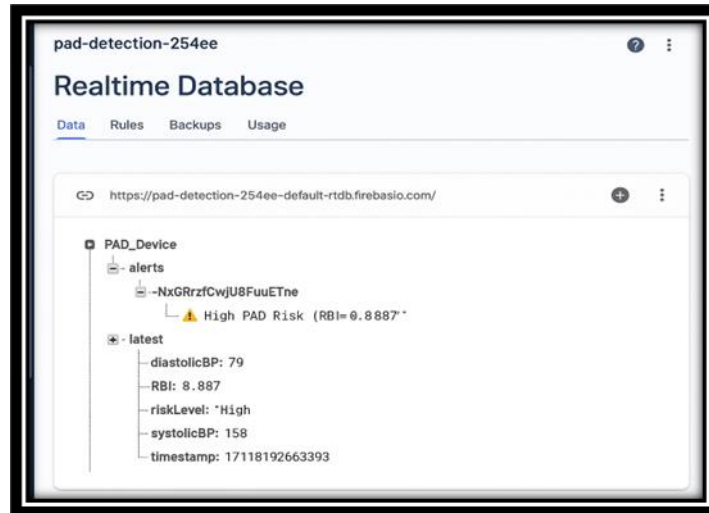 pad-detection-254ee
Realtime Database
Data Rules Backups Usage
https://pad-detection-254ee-default-rtdb.firebasio.com/
PAD_Device
alerts
-NxGRrzfCwjU8FuuETne
High PAD Risk (RBI=0.8887"
latest
diastolicBP: 79
RBI: 8.887
riskLevel: "High
systolicBP: 158
timestamp: 17118192663393